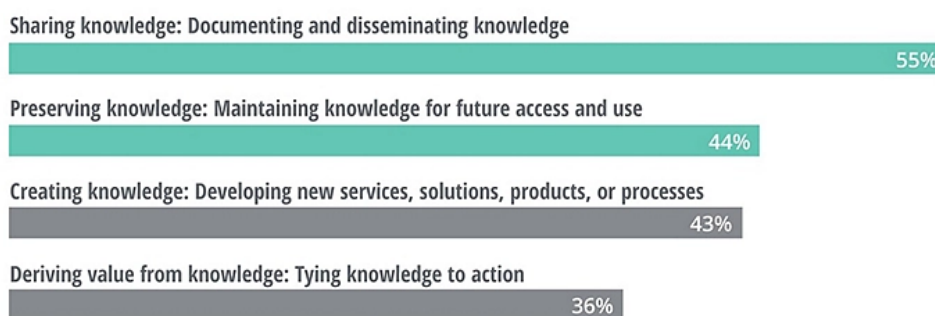 Sharing knowledge: Documenting and disseminating knowledge
55%
Preserving knowledge: Maintaining knowledge for future access and use
44%
Creating knowledge: Developing new services, solutions, products, or processes
43%
Deriving value from knowledge: Tying knowledge to action
36%